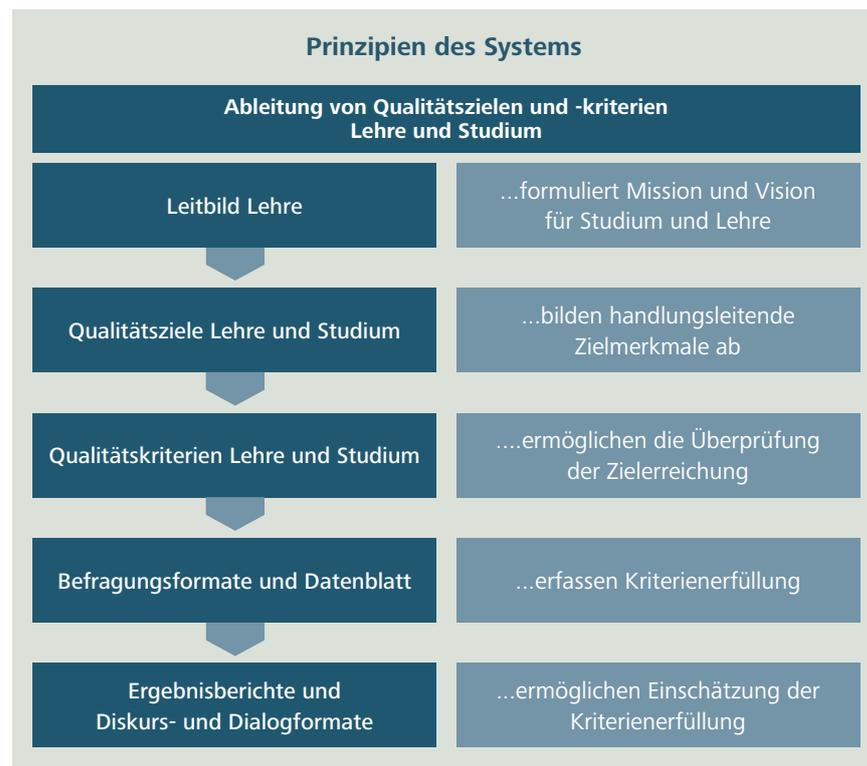 Prinzipien des Systems
Ableitung von Qualitätszielen und -kriterien
Lehre und Studium
Leitbild Lehre
...formuliert Mission und Vision
für Studium und Lehre
Qualitätsziele Lehre und Studium
...bilden handlungsleitende
Zielmerkmale ab
Qualitätskriterien Lehre und Studium
....ermöglichen die Überprüfung
der Zielerreichung
Befragungsformate und Datenblatt
...erfassen Kriterienerfüllung
Ergebnisberichte und
Diskurs- und Dialogformate
...ermöglichen Einschätzung der
Kriterienerfüllung